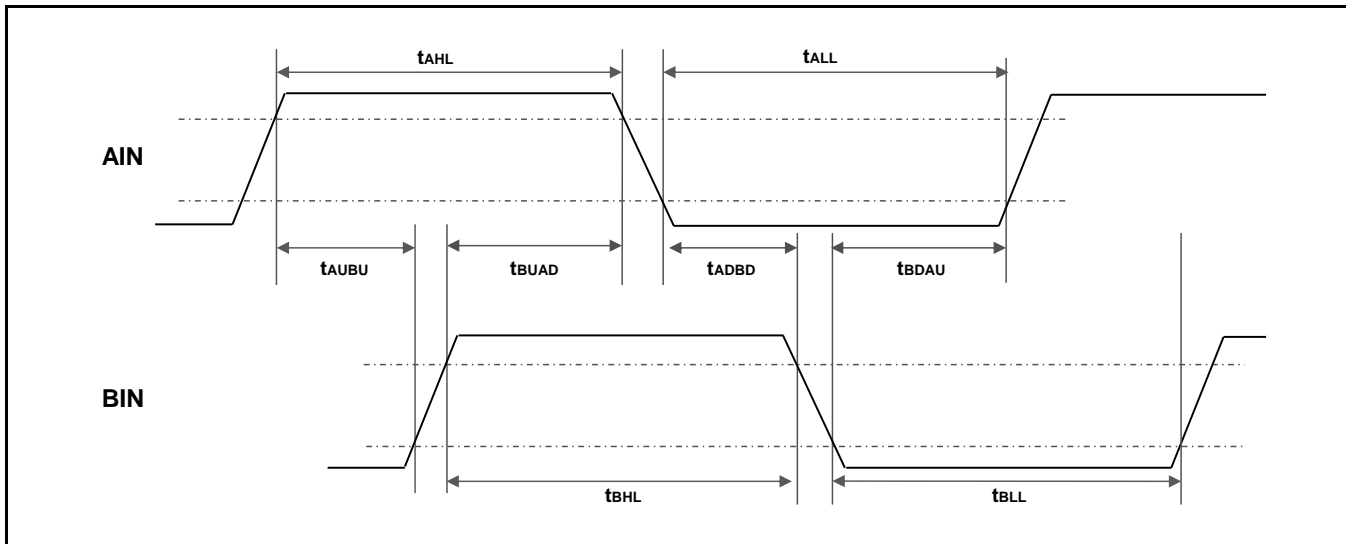 tAHL
tALL
AIN
tAUBU
tBUAD
tADBD
tBDAU
BIN
tBHL
tBLL